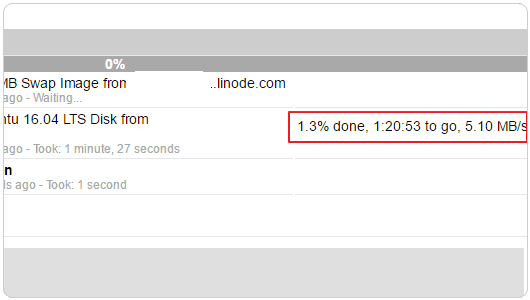 0%
MB Swap Image from ..linode.com
ago - Waiting...
ntu 16.04 LTS Disk from
1.3% done, 1:20:53 to go, 5.10 MB/s
ago - Took: 1 minute, 27 seconds
n
ds ago - Took: 1 second